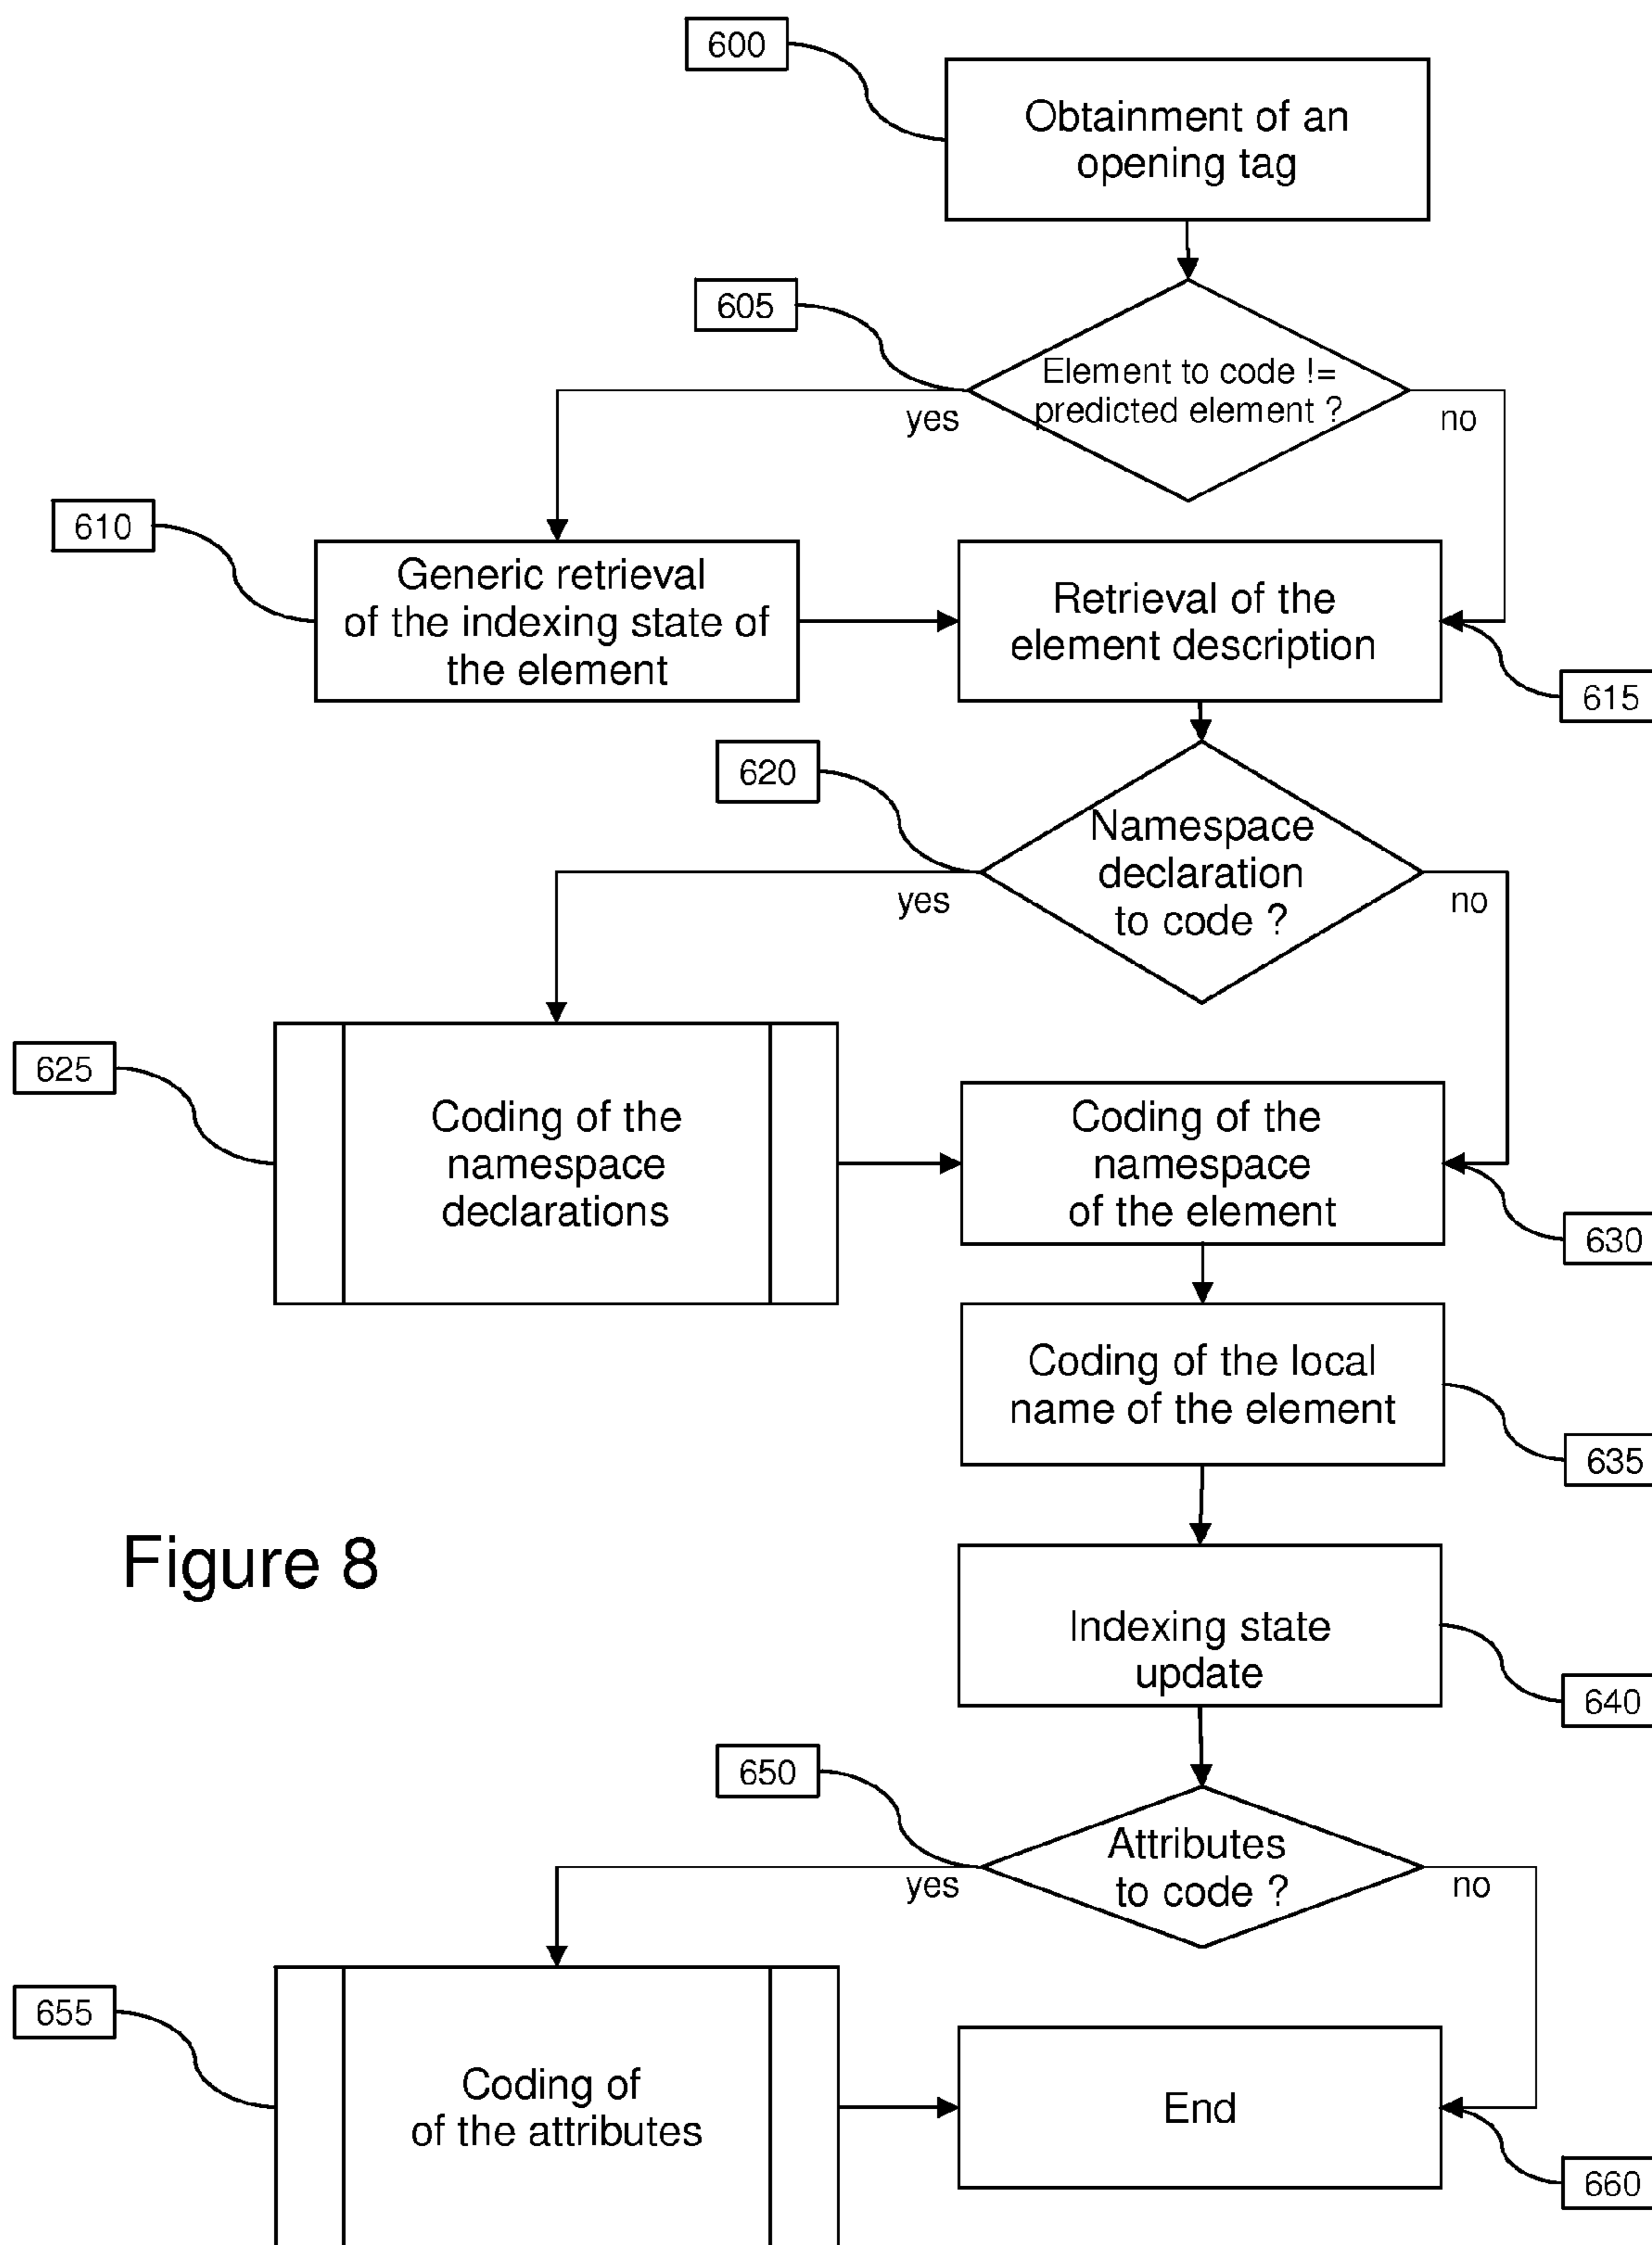 600
Obtainment of an
opening tag
605
Element to code !=
predicted element ?
yes
no
610
Generic retrieval
of the indexing state of
the element
Retrieval of the
element description
615
620
Namespace
declaration
to code ?
yes
no
625
Coding of the
namespace
declarations
Coding of the
namespace
of the element
630
Coding of the local
name of the element
635
Figure 8
Indexing state
update
640
650
Attributes
to code ?
yes
no
655
Coding of
of the attributes
End
660